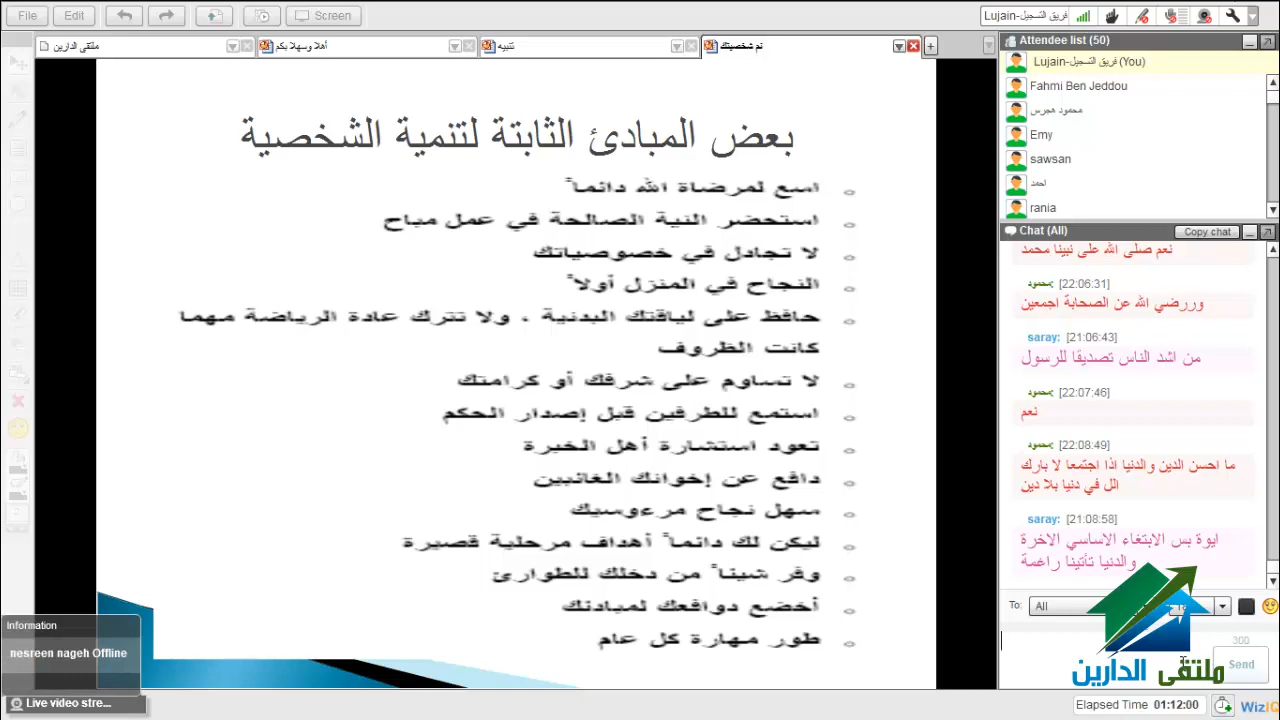 File
Edit
Screen
Lujain-فريق التسجيل
ملتقى الدارين
أهلا وسهلا بكم
تنبيه
نم شخصيتك
بعض المبادئ الثابتة لتنمية الشخصية
اسع لمرضاة الله دائماً
استحضر النية الصالحة في عمل مباح
لا تجادل في خصوصياتك
النجاح في المنزل أولاً
حافظ على لياقتك البدنية ، ولا تترك عادة الرياضة مهما
كانت الظروف
لا تساوم على شرفك أو كرامتك
استمع للطرفين قبل إصدار الحكم
تعود استشارة أهل الخبرة
دافع عن إخوانك الغائبين
سهل نجاح مرءوسيك
ليكن لك دائماً أهداف مرحلية قصيرة
وفر شيئاً من دخلك للطوارئ
أخضع دوافعك لمبادئك
طور مهارة كل عام
Information
nesreen nageh Offline
Live video stre...
Attendee list (50)
Lujain-فريق التسجيل (You)
Fahmi Ben Jeddou
محمود هجرس
Emy
sawsan
احمد
rania
Chat (All)
Copy chat
نعم صلى الله على نبينا محمد
محمود: [22:06:31]
وررضي الله عن الصحابة اجمعين
saray: [21:06:43]
من اشد الناس تصديقا للرسول
محمود: [22:07:46]
نعم
محمود: [22:08:49]
ما احسن الدين والدنيا اذا اجتمعا لا بارك
الل في دنيا بلا دين
saray: [21:08:58]
ايوة بس الابتغاء الاساسي الاخرة
والدنيا تأتينا راغمة
To:
All
300
Send
ملتقى الدارين
Elapsed Time 01:12:00
WizIQ